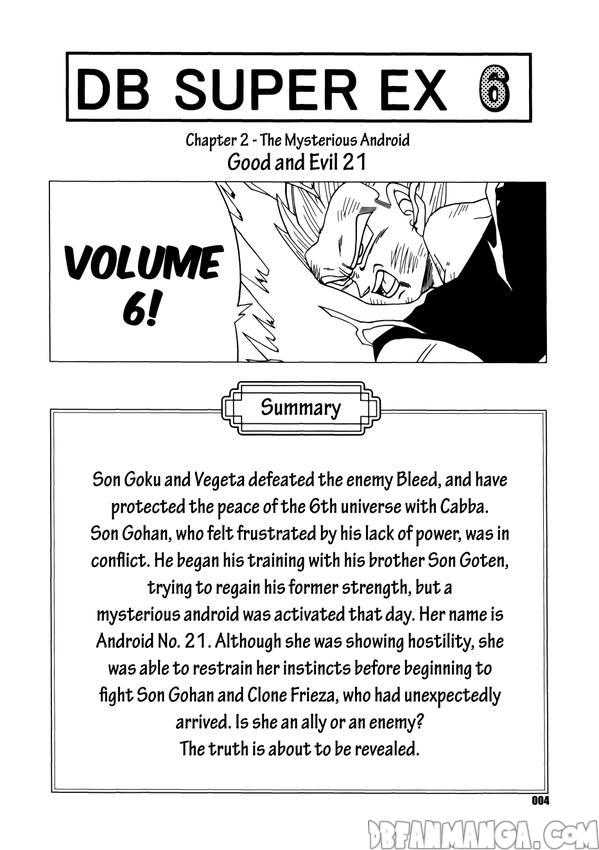 DB SUPER EX 6
Chapter 2 - The Mysterious Android
Good and Evil 21
VOLUME
6!
Summary
Son Goku and Vegeta defeated the enemy Bleed, and have
protected the peace of the 6th universe with Cabba.
Son Gohan, who felt frustrated by his lack of power, was in
conflict. He began his training with his brother Son Goten,
trying to regain his former strength, but a
mysterious android was activated that day. Her name is
Android No. 21. Although she was showing hostility, she
was able to restrain her instincts before beginning to
fight Son Gohan and Clone Frieza, who had unexpectedly
arrived. Is she an ally or an enemy?
The truth is about to be revealed.
004
DBFANMANGA.COM